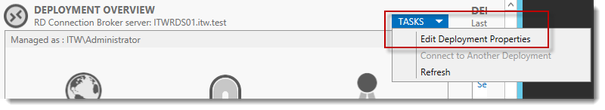 DEPLOYMENT OVERVIEW
RD Connection Broker server: ITWRDS01.itw.test
TASKS
Managed as : ITW\Administrator
Edit Deployment Properties
Connect to Another Deployment
Refresh
Last
Se